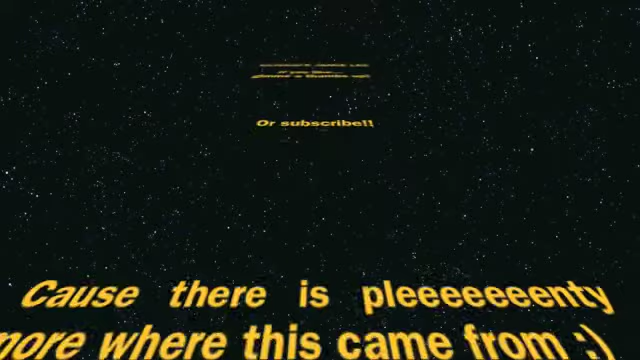 Or subscribe!!
Cause there is pleeeeeeenty
more where this came from :)